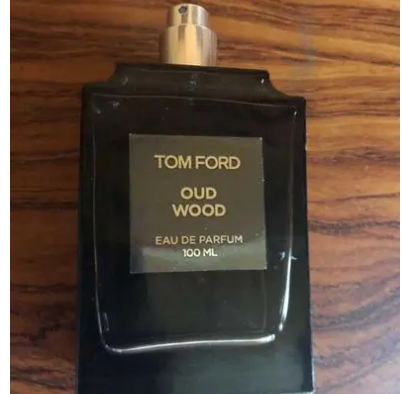 TOM FORD
OUD
WOOD
EAU DE PARFUM
100 ML